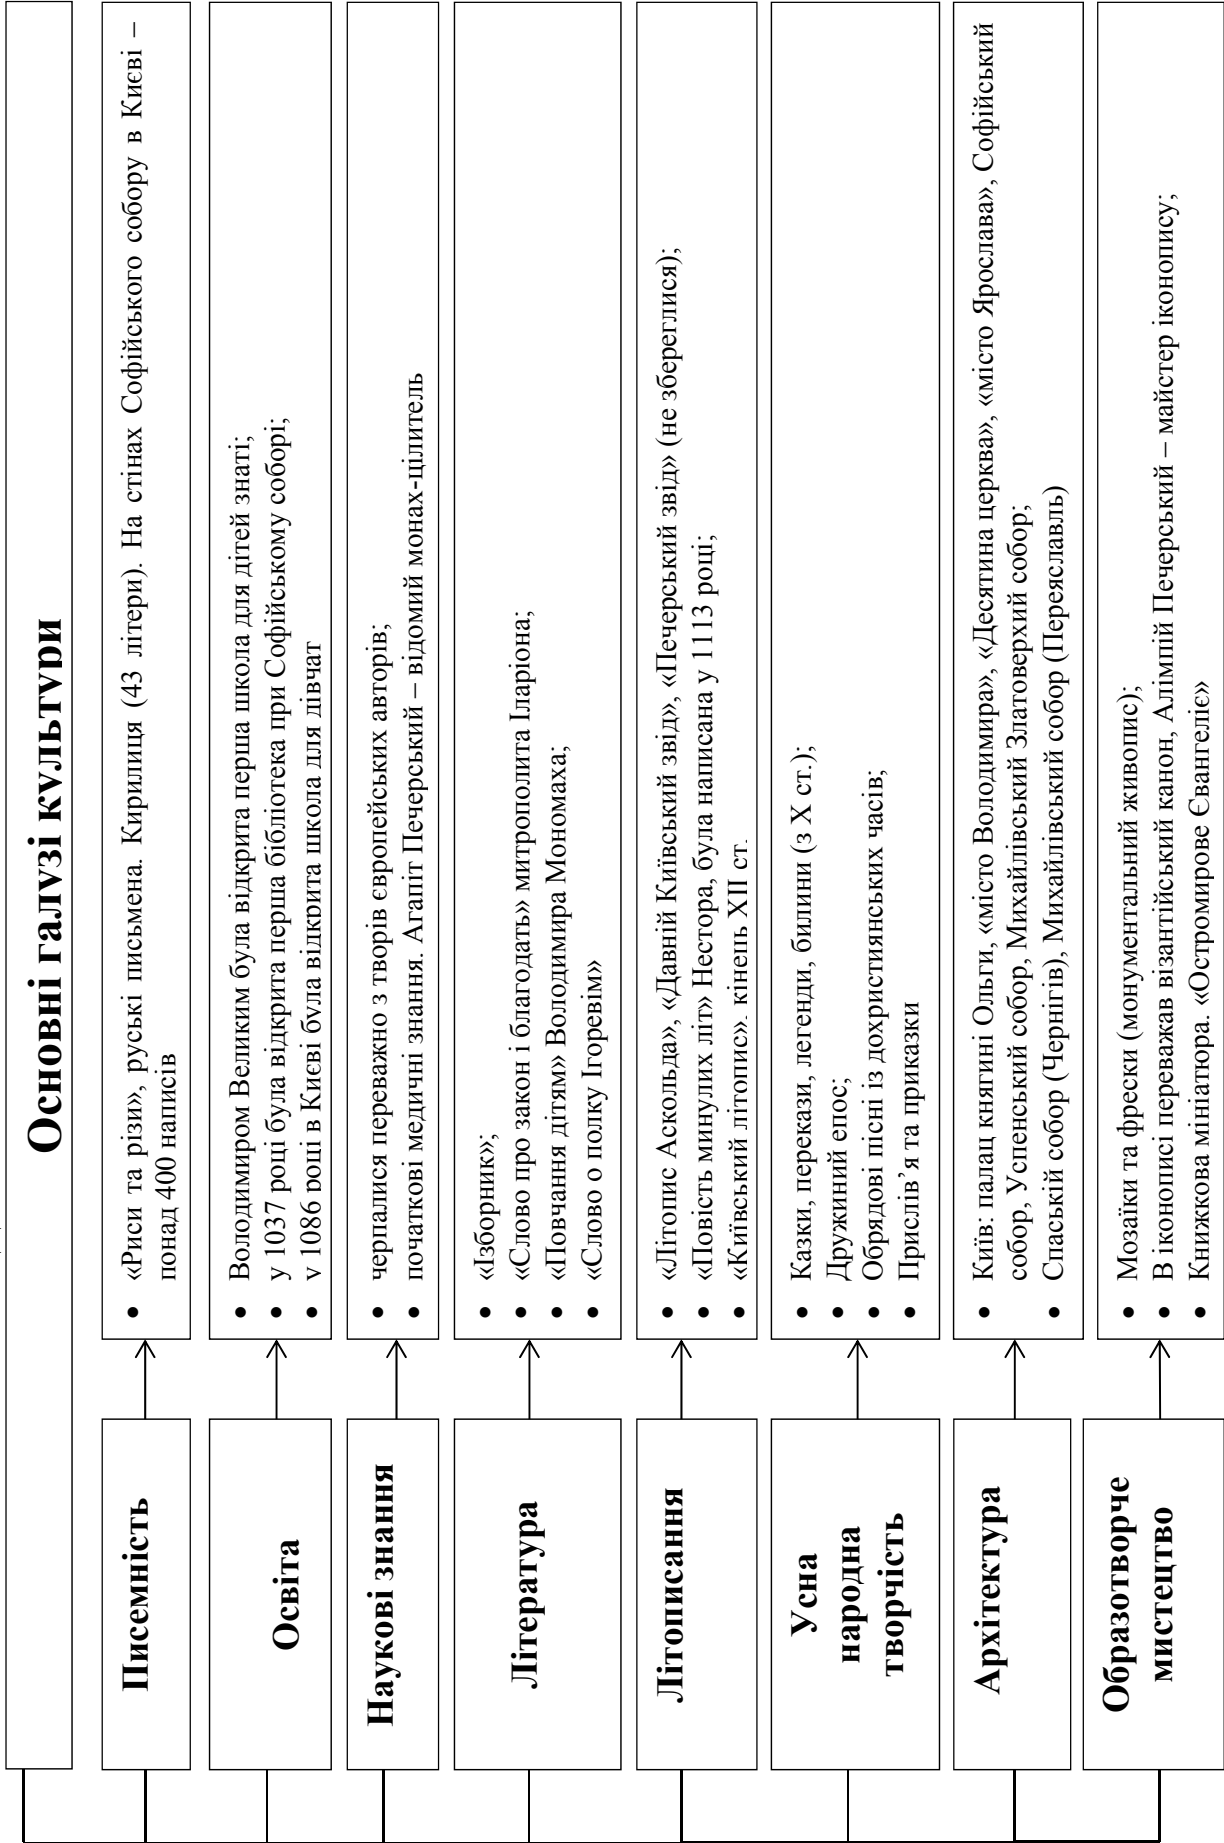 Основні галузі культури
Писемність
• «Риси та різи», руські письмена. Кирилиця (43 літери). На стінах Софійського собору в Києві –
понад 400 написів
Освіта
• Володимиром Великим була відкрита перша школа для дітей знаті;
• у 1037 році була відкрита перша бібліотека при Софійському соборі;
• у 1086 році в Києві була відкрита школа для дівчат
Наукові знання
• черпалися переважно з творів європейських авторів;
• початкові медичні знання. Агапіт Печерський – відомий монах-цілитель
Література
• «Ізборник»;
• «Слово про закон і благодать» митрополита Іларіона;
• «Повчання дітям» Володимира Мономаха;
• «Слово о полку Ігоревім»
Літописання
• «Літопис Аскольда», «Давній Київський звід», «Печерський звід» (не збереглися);
• «Повість минулих літ» Нестора, була написана у 1113 році;
• «Київський літопис». кінець XII ст.
Усна
народна
творчість
• Казки, перекази, легенди, билини (з X ст.);
• Дружиний епос;
• Обрядові пісні із дохристиянських часів;
• Прислів’я та приказки
Архітектура
• Київ: палац княгині Ольги, «місто Володимира», «Десятина церква», «місто Ярослава», Софійський
собор, Успенський собор, Михайлівський Златоверхий собор;
• Спаській собор (Чернігів), Михайлівський собор (Переяславль)
Образотворче
мистецтво
• Мозаїки та фрески (монументальний живопис);
• В іконописі переважав візантійський канон, Алімпій Печерський – майстер іконопису;
• Книжкова мініатюра. «Остромирове Євангеліє»